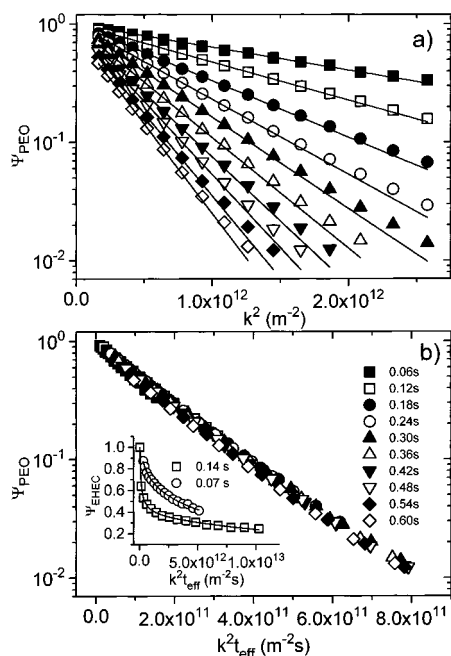 a)
Ψ_PEO
10⁰
10⁻¹
10⁻²
0.0
1.0x10¹²
2.0x10¹²
k² (m⁻²)
b)
Ψ_PEO
10⁰
10⁻¹
10⁻²
0.06s
0.12s
0.18s
0.24s
0.30s
0.36s
0.42s
0.48s
0.54s
0.60s
Ψ_EHEC
1.0
0.8
0.6
0.4
0.2
0.14 s
0.07 s
0
5.0x10¹²
1.0x10¹³
k²t_eff (m⁻²s)
0.0
2.0x10¹¹
4.0x10¹¹
6.0x10¹¹
8.0x10¹¹
k²t_eff (m⁻²s)